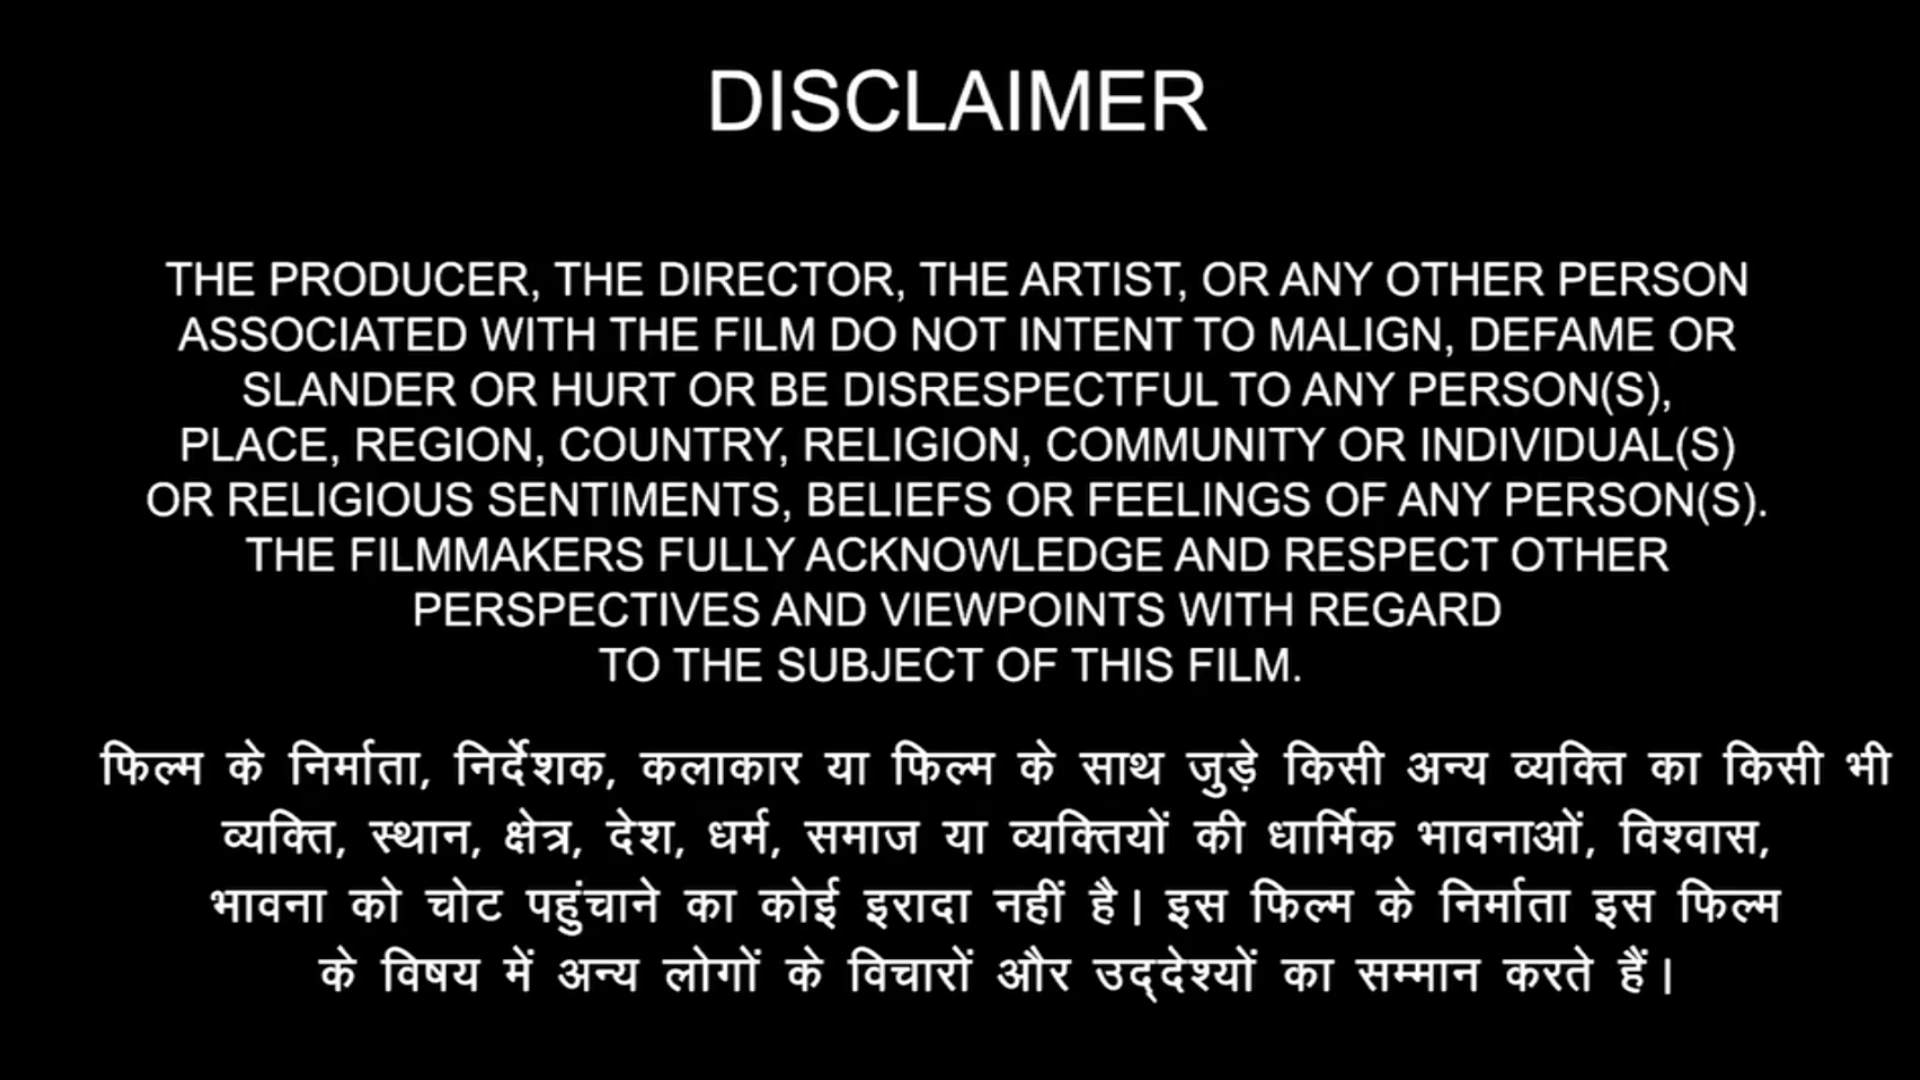 DISCLAIMER
THE PRODUCER, THE DIRECTOR, THE ARTIST, OR ANY OTHER PERSON
ASSOCIATED WITH THE FILM DO NOT INTENT TO MALIGN, DEFAME OR
SLANDER OR HURT OR BE DISRESPECTFUL TO ANY PERSON(S),
PLACE, REGION, COUNTRY, RELIGION, COMMUNITY OR INDIVIDUAL(S)
OR RELIGIOUS SENTIMENTS, BELIEFS OR FEELINGS OF ANY PERSON(S).
THE FILMMAKERS FULLY ACKNOWLEDGE AND RESPECT OTHER
PERSPECTIVES AND VIEWPOINTS WITH REGARD
TO THE SUBJECT OF THIS FILM.
फिल्म के निर्माता, निर्देशक, कलाकार या फिल्म के साथ जुड़े किसी अन्य व्यक्ति का किसी भी
व्यक्ति, स्थान, क्षेत्र, देश, धर्म, समाज या व्यक्तियों की धार्मिक भावनाओं, विश्वास,
भावना को चोट पहुंचाने का कोई इरादा नहीं है। इस फिल्म के निर्माता इस फिल्म
के विषय में अन्य लोगों के विचारों और उद्‌देश्यों का सम्मान करते हैं।